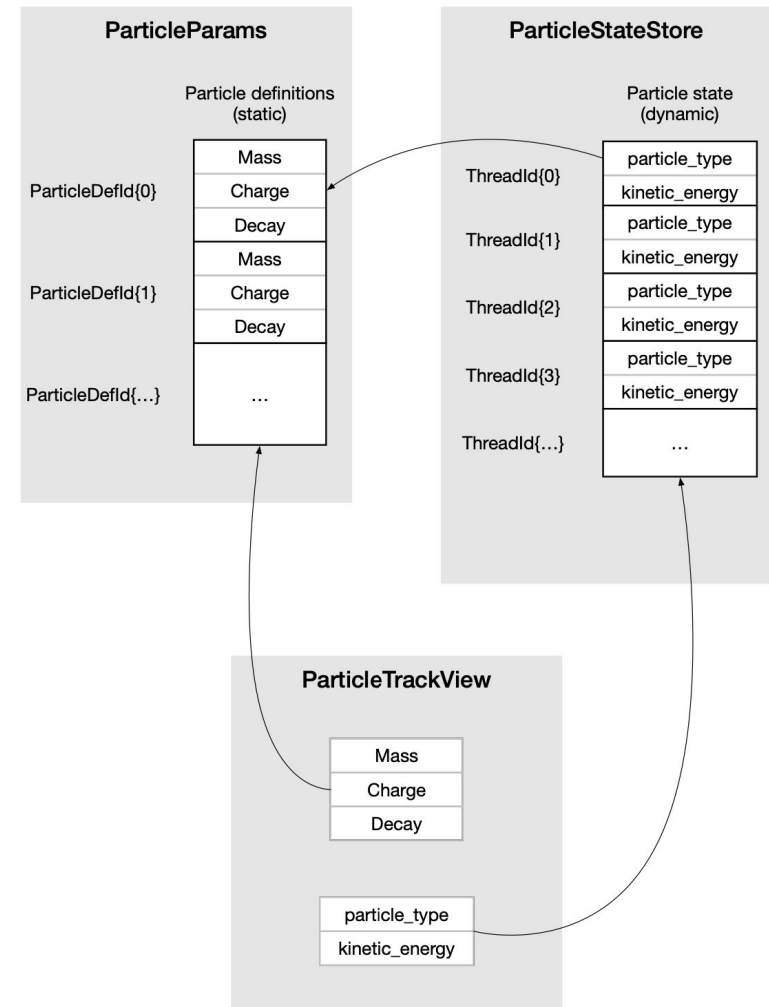 ParticleParams
Particle definitions
(static)
ParticleDefId{0}
Mass
Charge
Decay
ParticleDefId{1}
Mass
Charge
Decay
ParticleDefId{…}
…
ParticleStateStore
Particle state
(dynamic)
ThreadId{0}
particle_type
kinetic_energy
ThreadId{1}
particle_type
kinetic_energy
ThreadId{2}
particle_type
kinetic_energy
ThreadId{3}
particle_type
kinetic_energy
ThreadId{…}
…
ParticleTrackView
Mass
Charge
Decay
particle_type
kinetic_energy